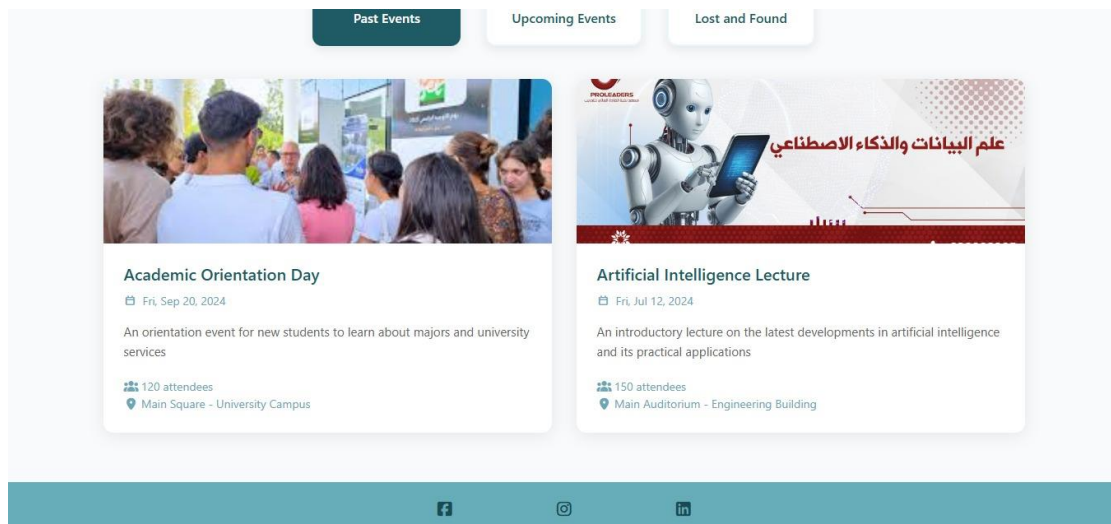 Past Events
Upcoming Events
Lost and Found
PROLEADERS
علم البيانات والذكاء الاصطناعي
Academic Orientation Day
Fri, Sep 20, 2024
An orientation event for new students to learn about majors and university
services
120 attendees
Main Square - University Campus
Artificial Intelligence Lecture
Fri, Jul 12, 2024
An introductory lecture on the latest developments in artificial intelligence
and its practical applications
150 attendees
Main Auditorium - Engineering Building